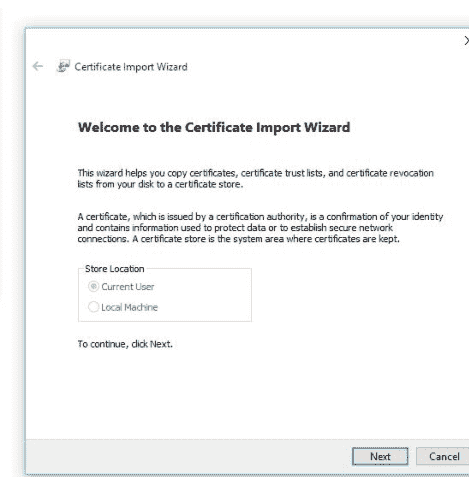 Certificate Import Wizard
Welcome to the Certificate Import Wizard
This wizard helps you copy certificates, certificate trust lists, and certificate revocation
lists from your disk to a certificate store.
A certificate, which is issued by a certification authority, is a confirmation of your identity
and contains information used to protect data or to establish secure network
connections. A certificate store is the system area where certificates are kept.
Store Location
Current User
Local Machine
To continue, click Next.
Next Cancel